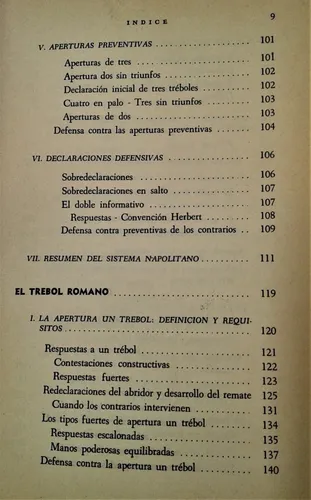 INDICE 9
V. APERTURAS PREVENTIVAS .................... 101
Aperturas de tres .......................... 101
Apertura dos sin triunfos .................. 102
Declaración inicial de tres tréboles ....... 102
Cuatro en palo - Tres sin triunfos ......... 103
Aperturas de dos ........................... 103
Defensa contra las aperturas preventivas ... 104
VI. DECLARACIONES DEFENSIVAS ................ 106
Sobredeclaraciones ......................... 106
Sobredeclaraciones en salto ................ 107
El doble informativo ....................... 107
Respuestas - Convención Herbert ............ 108
Defensa contra preventivas de los contrarios .. 109
VII. RESUMEN DEL SISTEMA NAPOLITANO ......... 111
EL TREBOL ROMANO ........................... 119
I. LA APERTURA UN TREBOL: DEFINICION Y REQUI-
SITOS ...................................... 120
Respuestas a un trébol ..................... 121
Contestaciones constructivas ............... 122
Respuestas fuertes ......................... 123
Redeclaraciones del abridor y desarrollo del remate 125
Cuando los contrarios intervienen .......... 131
Los tipos fuertes de apertura un trébol .... 134
Respuestas escalonadas ..................... 135
Manos poderosas equilibradas ............... 137
Defensa contra la apertura un trébol ....... 140